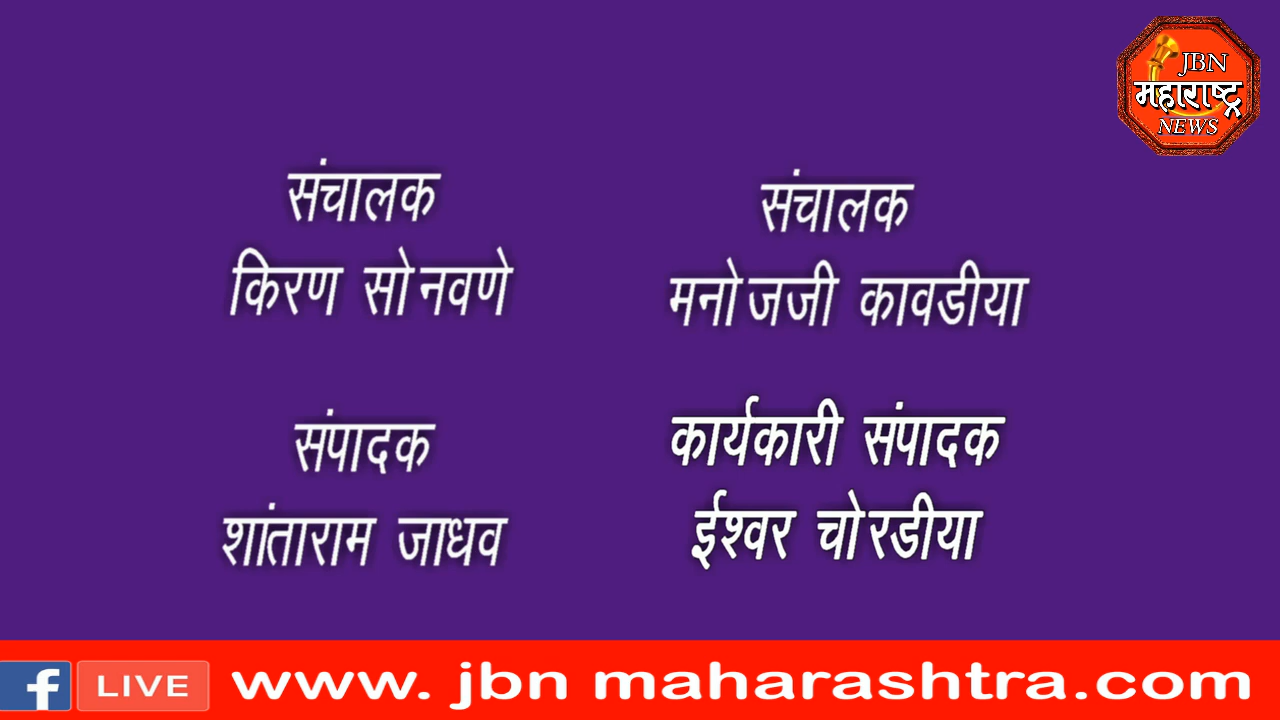 JBN
महाराष्ट्र
NEWS
संचालक
किरण सोनवणे
संचालक
मनोजजी कावडीया
संपादक
शांताराम जाधव
कार्यकारी संपादक
ईश्वर चोरडीया
f LIVE www. jbn maharashtra.com